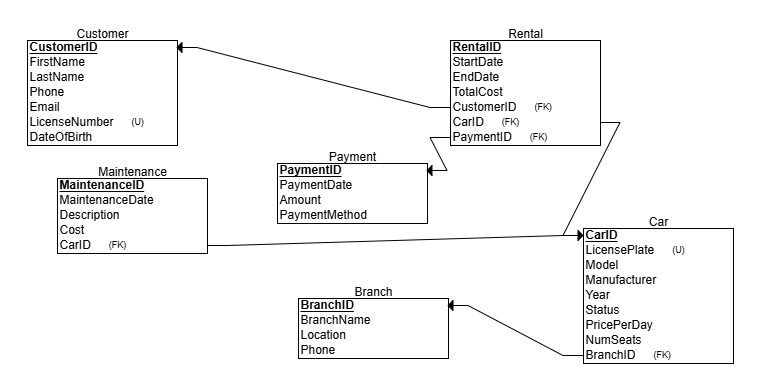 Customer
CustomerID
FirstName
LastName
Phone
Email
LicenseNumber (U)
DateOfBirth
Rental
RentalID
StartDate
EndDate
TotalCost
CustomerID (FK)
CarID (FK)
PaymentID (FK)
Payment
PaymentID
PaymentDate
Amount
PaymentMethod
Maintenance
MaintenanceID
MaintenanceDate
Description
Cost
CarID (FK)
Car
CarID
LicensePlate (U)
Model
Manufacturer
Year
Status
PricePerDay
NumSeats
BranchID (FK)
Branch
BranchID
BranchName
Location
Phone